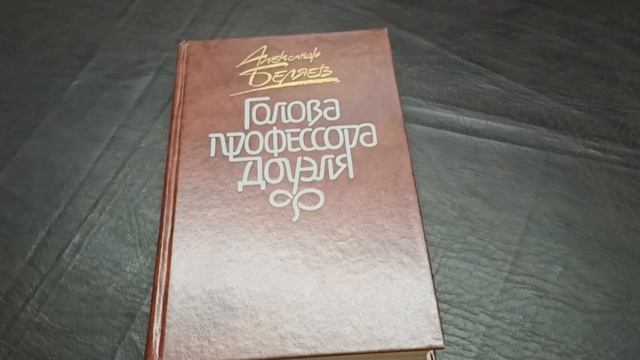 Александр
Беляев
Голова
профессора
Доуэля